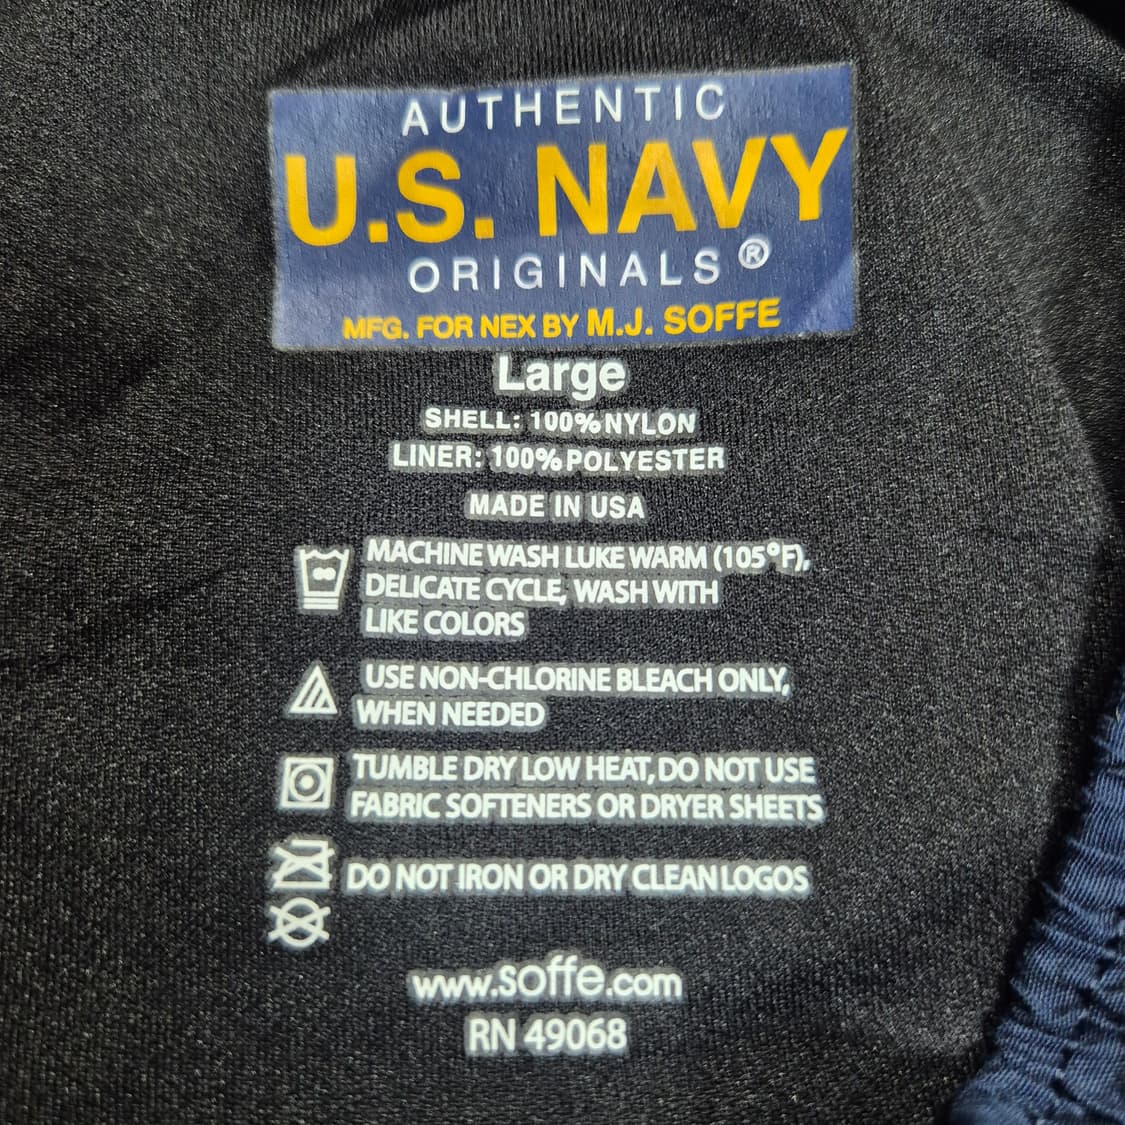 AUTHENTIC
U.S. NAVY
ORIGINALS®
MFG. FOR NEX BY M.J. SOFFE
Large
SHELL: 100% NYLON
LINER: 100% POLYESTER
MADE IN USA
MACHINE WASH LUKE WARM (105°F),
DELICATE CYCLE, WASH WITH
LIKE COLORS
USE NON-CHLORINE BLEACH ONLY,
WHEN NEEDED
TUMBLE DRY LOW HEAT, DO NOT USE
FABRIC SOFTENERS OR DRYER SHEETS
DO NOT IRON OR DRY CLEAN LOGOS
www.soffe.com
RN 49068